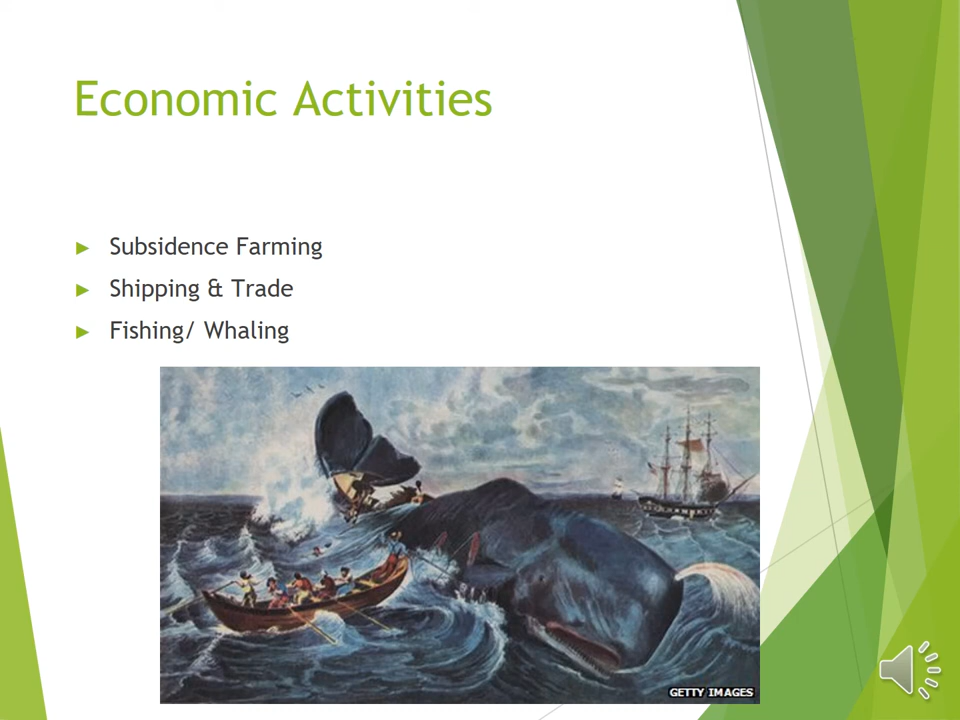 Economic Activities
► Subsidence Farming
► Shipping & Trade
► Fishing/ Whaling
GETTY IMAGES